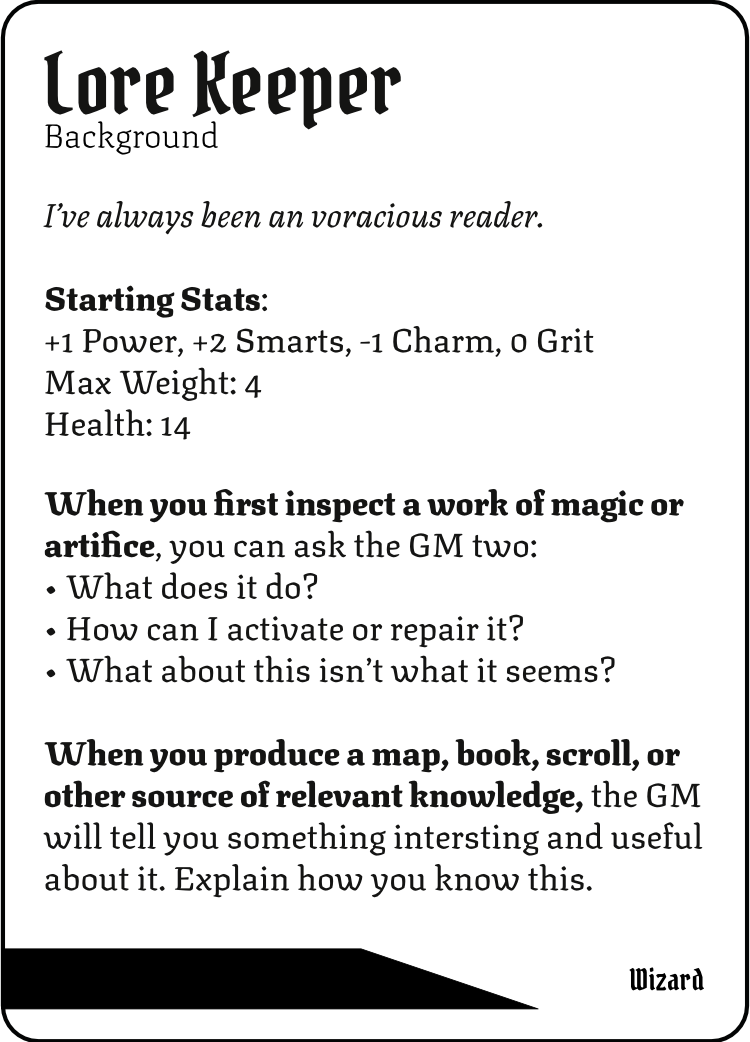 Lore Keeper
Background
I've always been an voracious reader.
Starting Stats:
+1 Power, +2 Smarts, -1 Charm, 0 Grit
Max Weight: 4
Health: 14
When you first inspect a work of magic or
artifice, you can ask the GM two:
• What does it do?
• How can I activate or repair it?
• What about this isn't what it seems?
When you produce a map, book, scroll, or
other source of relevant knowledge, the GM
will tell you something intersting and useful
about it. Explain how you know this.
Wizard